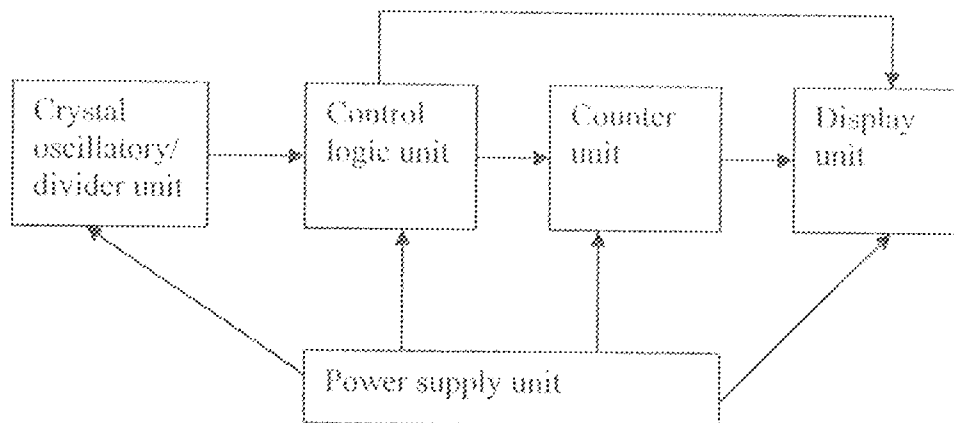 Crystal
oscillatory/
divider unit
Control
logic unit
Counter
unit
Display
unit
Power supply unit